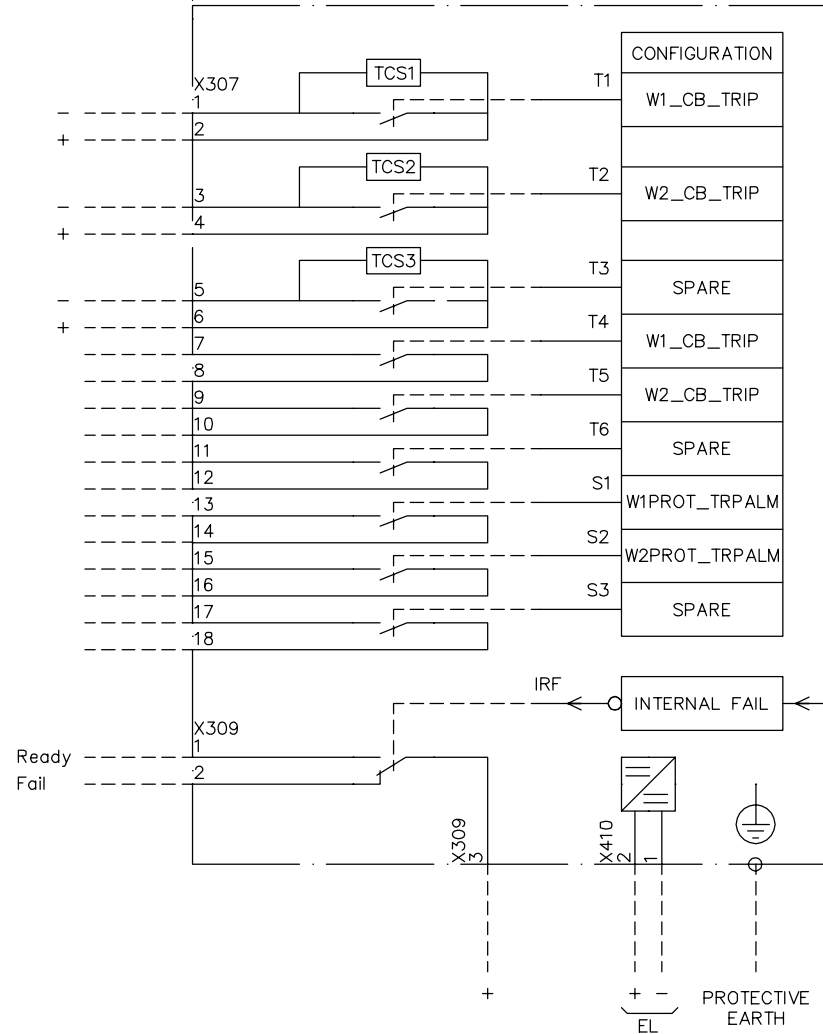 CONFIGURATION
X307
TCS1
T1
W1_CB_TRIP
1
−
2
+
TCS2
T2
W2_CB_TRIP
3
−
4
+
TCS3
T3
SPARE
5
−
6
+
T4
W1_CB_TRIP
7
8
T5
W2_CB_TRIP
9
10
T6
SPARE
11
12
S1
W1PROT_TRPALM
13
14
S2
W2PROT_TRPALM
15
16
S3
SPARE
17
18
IRF
INTERNAL FAIL
X309
1
Ready
2
Fail
X309
3
X410
2
1
+
+ −
EL
PROTECTIVE
EARTH